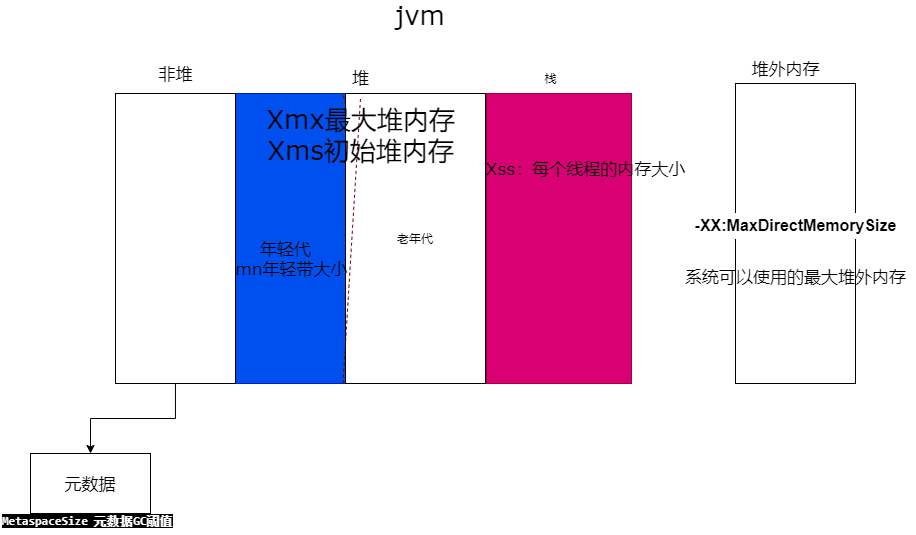 jvm
非堆
堆
栈
堆外内存
Xmx最大堆内存
Xms初始堆内存
Xss：每个线程的内存大小
-XX:MaxDirectMemorySize
年轻代
mn年轻带大小
老年代
系统可以使用的最大堆外内存
元数据
MetaspaceSize 元数据GC阈值